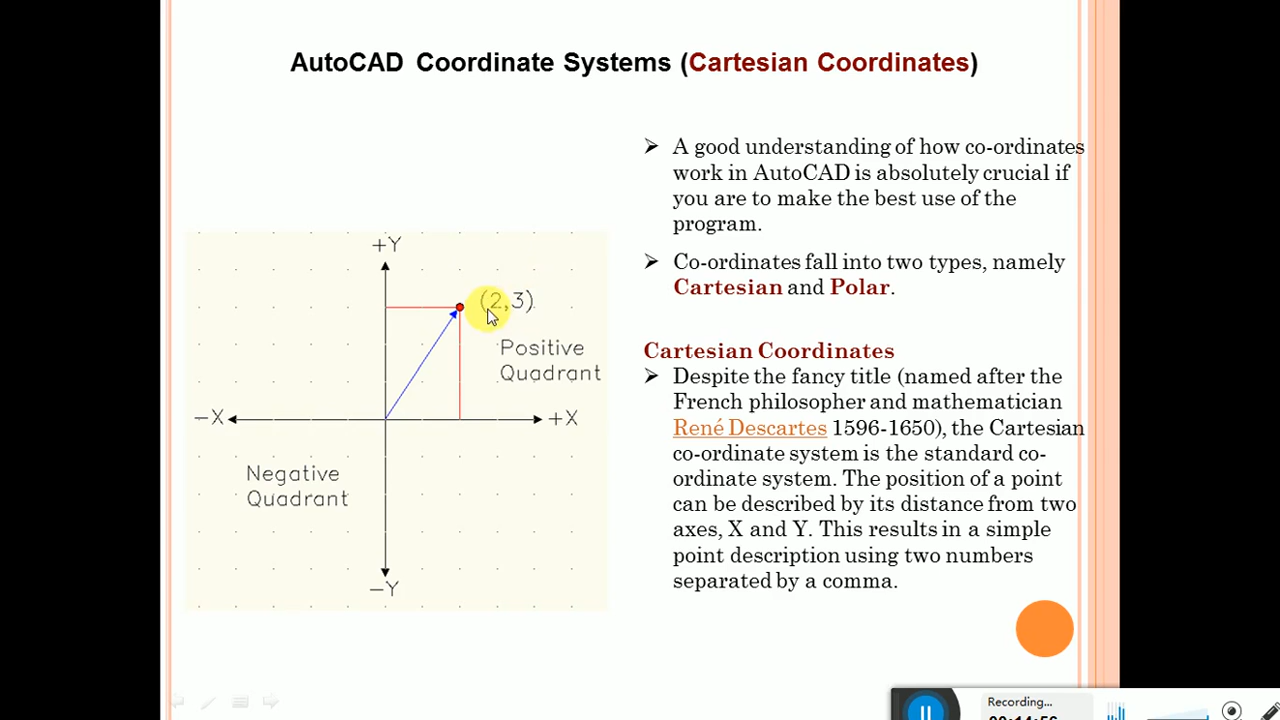 AutoCAD Coordinate Systems (Cartesian Coordinates)
➢ A good understanding of how co-ordinates
work in AutoCAD is absolutely crucial if
you are to make the best use of the
program.
➢ Co-ordinates fall into two types, namely
Cartesian and Polar.
Cartesian Coordinates
➢ Despite the fancy title (named after the
French philosopher and mathematician
René Descartes 1596-1650), the Cartesian
co-ordinate system is the standard co-
ordinate system. The position of a point
can be described by its distance from two
axes, X and Y. This results in a simple
point description using two numbers
separated by a comma.
+Y
(2,3)
Positive
Quadrant
−X
+X
Negative
Quadrant
−Y
Recording...
00:14:56